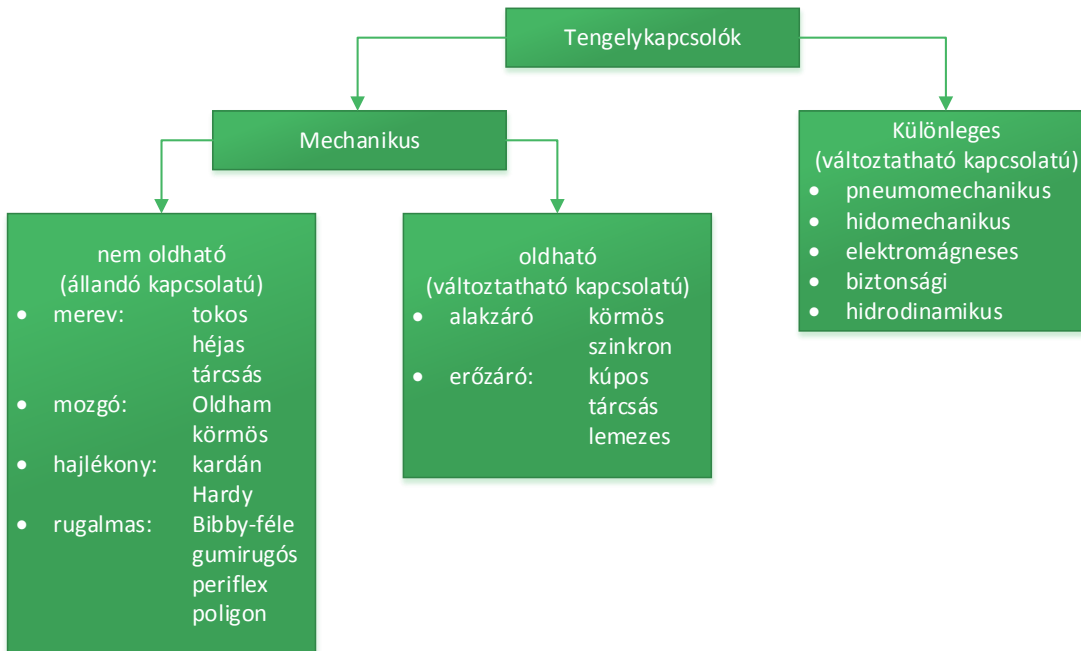 Tengelykapcsolók
Mechanikus
nem oldható
(állandó kapcsolatú)
• merev: tokos
héjas
tárcsás
• mozgó: Oldham
körmös
• hajlékony: kardán
Hardy
• rugalmas: Bibby-féle
gumirugós
periflex
poligon
oldható
(változtatható kapcsolatú)
• alakzáró körmös
szinkron
• erőzáró: kúpos
tárcsás
lemezes
Különleges
(változtatható kapcsolatú)
• pneumomechanikus
• hidomechanikus
• elektromágneses
• biztonsági
• hidrodinamikus